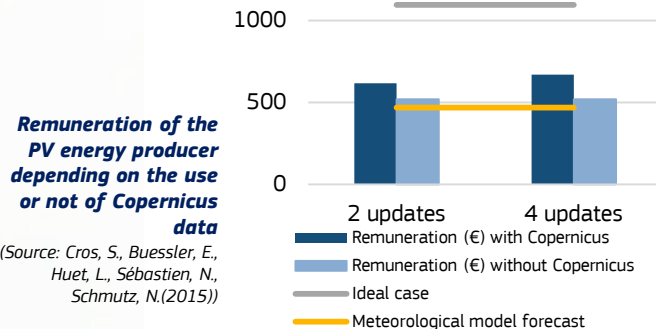 1000
500
0
2 updates 4 updates
Remuneration (€) with Copernicus
Remuneration (€) without Copernicus
Ideal case
Meteorological model forecast
Remuneration of the
PV energy producer
depending on the use
or not of Copernicus
data
(Source: Cros, S., Buessler, E.,
Huet, L., Sébastien, N.,
Schmutz, N.(2015))